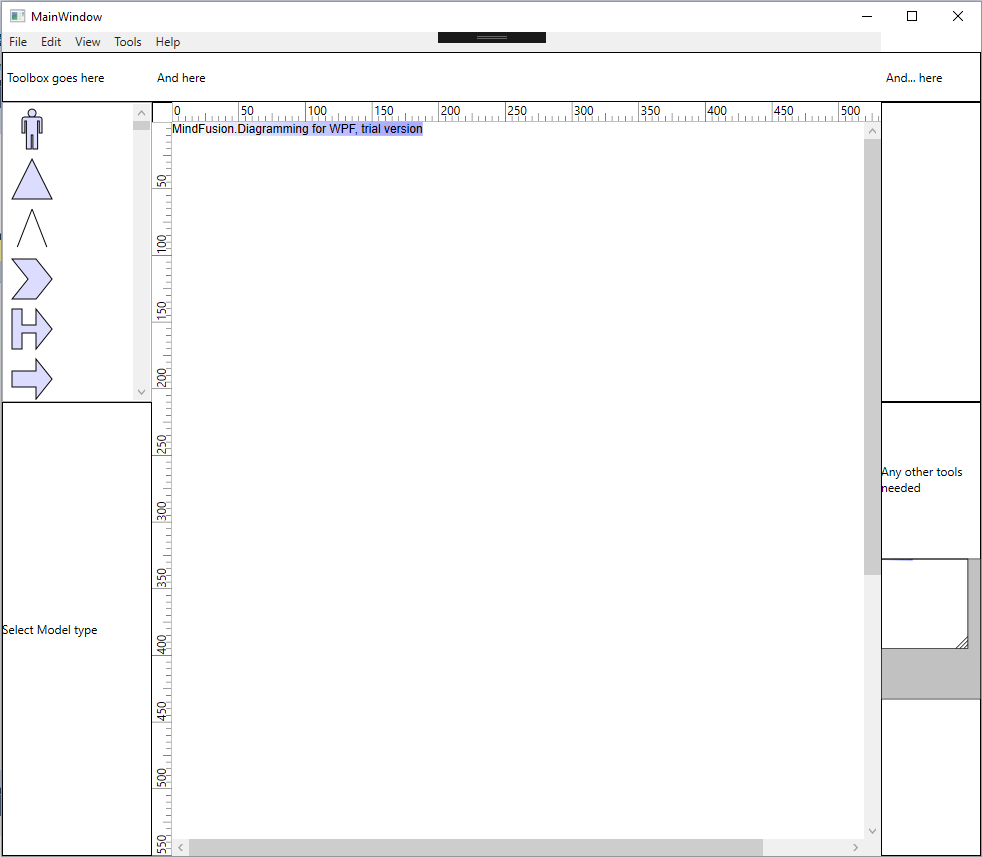 MainWindow
File Edit View Tools Help
Toolbox goes here
And here
And... here
0 50 100 150 200 250 300 350 400 450 500
MindFusion.Diagramming for WPF, trial version
50
100
150
200
250
300
350
400
450
500
550
Any other tools
needed
Select Model type